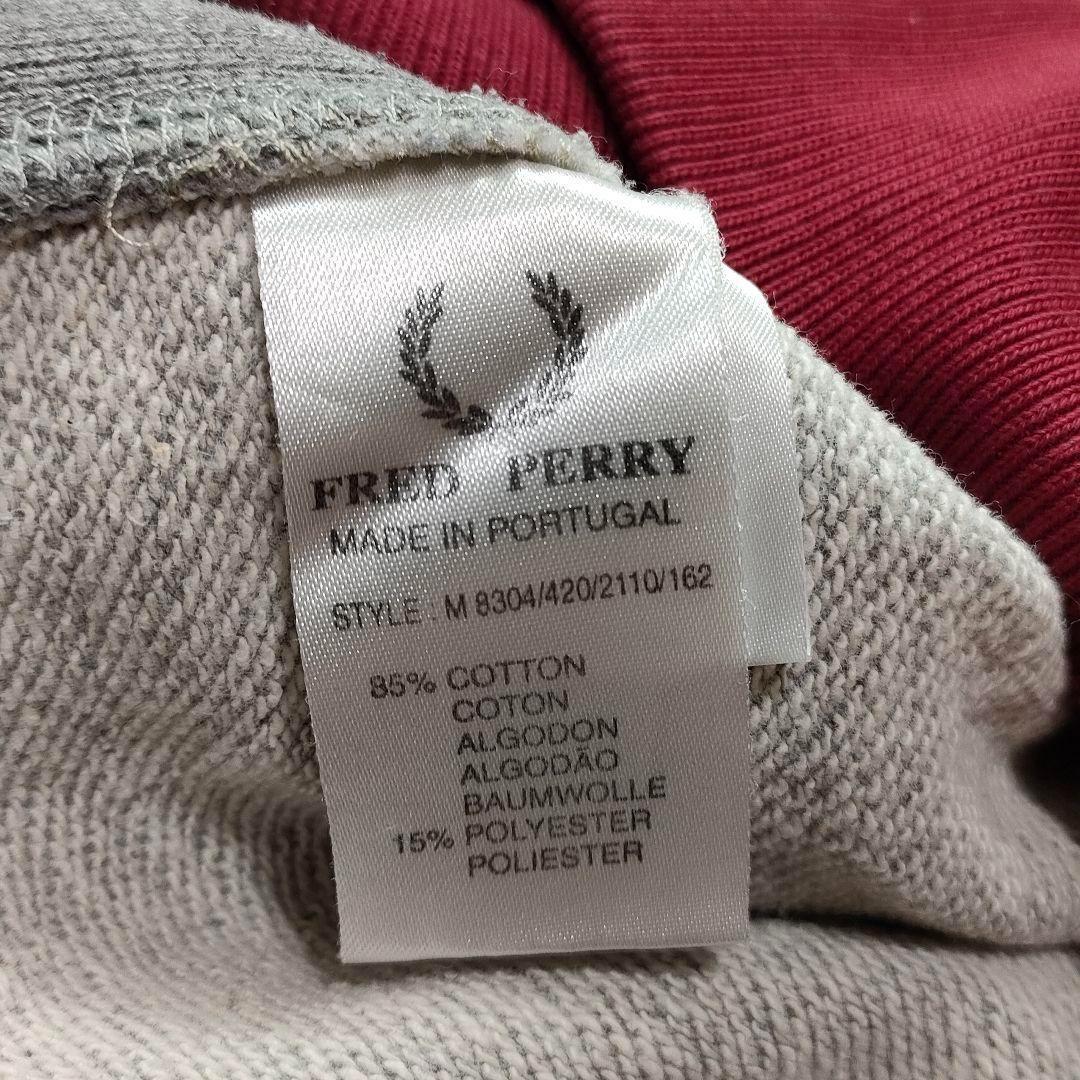 FRED PERRY
MADE IN PORTUGAL
STYLE : M 8304/420/2110/162
85% COTTON
COTON
ALGODON
ALGODÃO
BAUMWOLLE
15% POLYESTER
POLIESTER